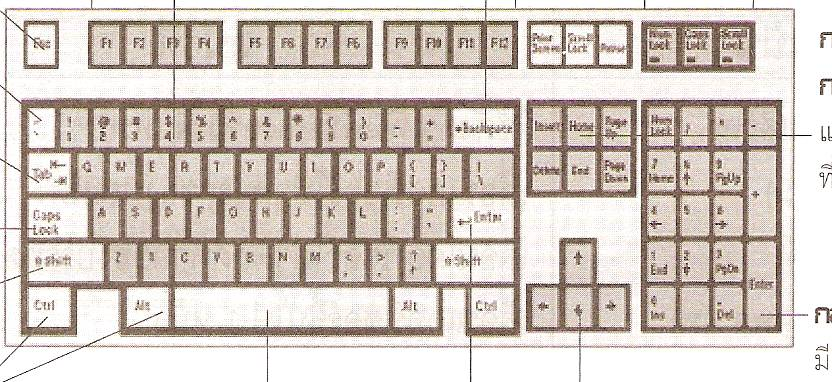 Esc F1 F2 F3 F4 F5 F6 F7 F8 F9 F10 F11 F12 Print Screen Scroll Lock Pause Num Lock Caps Lock Scroll Lock
~ ` ! 1 @ 2 # 3 $ 4 % 5 ^ 6 & 7 * 8 ( 9 ) 0 _ - + = Backspace Insert Home Page Up Num Lock / * -
Tab Q W E R T Y U I O P { [ } ] | \ Delete End Page Down 7 Home 8 9 PgUp +
Caps Lock A S D F G H J K L : ; " ' Enter 4 5 6
Shift Z X C V B N M < , > . ? / Shift 1 End 2 3 PgDn Enter
Ctrl Alt Alt Ctrl 0 Ins . Del